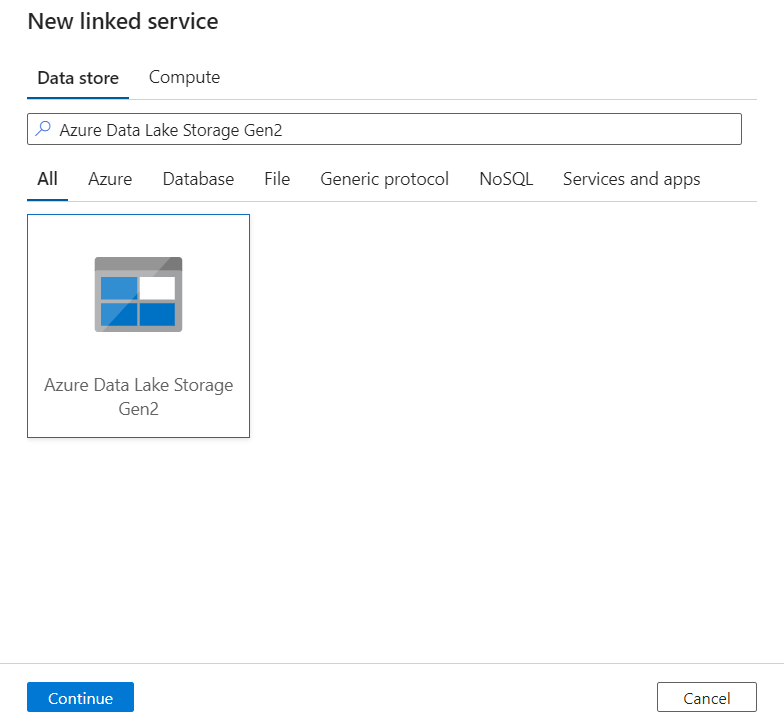 New linked service
Data store Compute
Azure Data Lake Storage Gen2
All Azure Database File Generic protocol NoSQL Services and apps
Azure Data Lake Storage
Gen2
Continue Cancel